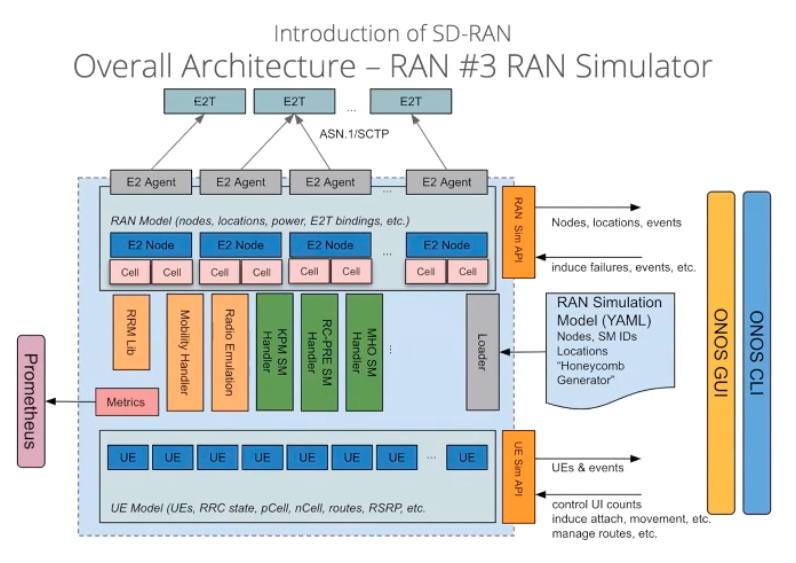 Introduction of SD-RAN
Overall Architecture – RAN #3 RAN Simulator
E2T
E2T
...
E2T
ASN.1/SCTP
E2 Agent
E2 Agent
E2 Agent
...
E2 Agent
RAN Model (nodes, locations, power, E2T bindings, etc.)
E2 Node
E2 Node
E2 Node
...
E2 Node
Cell
Cell
Cell
Cell
Cell
Cell
Cell
Cell
RAN Sim API
Nodes, locations, events
induce failures, events, etc.
RRM Lib
Mobility Handler
Radio Emulation
KPM SM
Handler
RC-PRE SM
Handler
MHO SM
Handler
...
Loader
RAN Simulation
Model (YAML)
Nodes, SM IDs
Locations
“Honeycomb
Generator”
ONOS GUI
ONOS CLI
Prometheus
Metrics
UE
UE
UE
UE
UE
UE
UE
...
UE
UE Model (UEs, RRC state, pCell, nCell, routes, RSRP, etc.
UE Sim API
UEs & events
control UI counts
induce attach, movement, etc.
manage routes, etc.